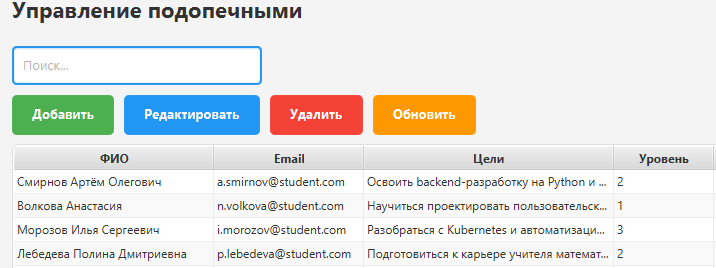 Управление подопечными
Поиск...
Добавить Редактировать Удалить Обновить
ФИО Email Цели Уровень
Смирнов Артём Олегович a.smirnov@student.com Освоить backend-разработку на Python и ... 2
Волкова Анастасия n.volkova@student.com Научиться проектировать пользовательск... 1
Морозов Илья Сергеевич i.morozov@student.com Разобраться с Kubernetes и автоматизаци... 3
Лебедева Полина Дмитриевна p.lebedeva@student.com Подготовиться к карьере учителя математ... 2